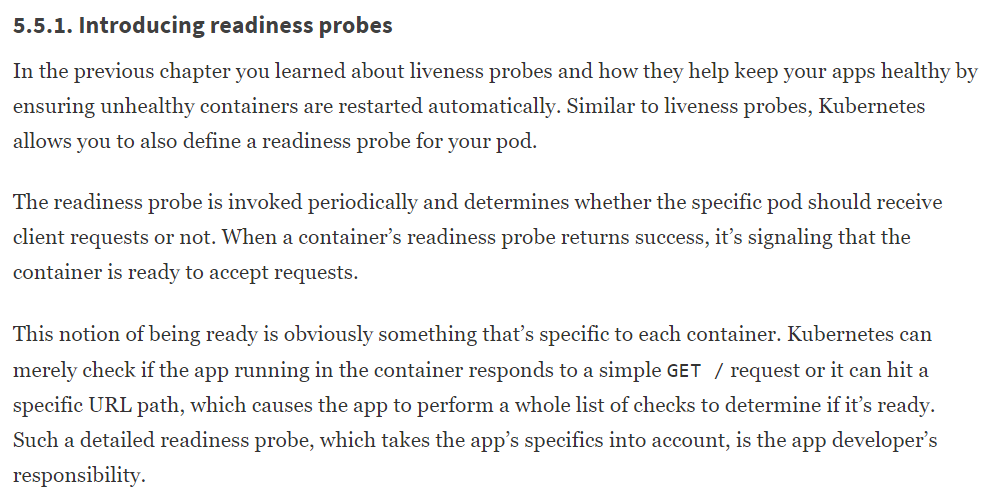 5.5.1. Introducing readiness probes
In the previous chapter you learned about liveness probes and how they help keep your apps healthy by
ensuring unhealthy containers are restarted automatically. Similar to liveness probes, Kubernetes
allows you to also define a readiness probe for your pod.
The readiness probe is invoked periodically and determines whether the specific pod should receive
client requests or not. When a container’s readiness probe returns success, it’s signaling that the
container is ready to accept requests.
This notion of being ready is obviously something that’s specific to each container. Kubernetes can
merely check if the app running in the container responds to a simple GET / request or it can hit a
specific URL path, which causes the app to perform a whole list of checks to determine if it’s ready.
Such a detailed readiness probe, which takes the app’s specifics into account, is the app developer’s
responsibility.